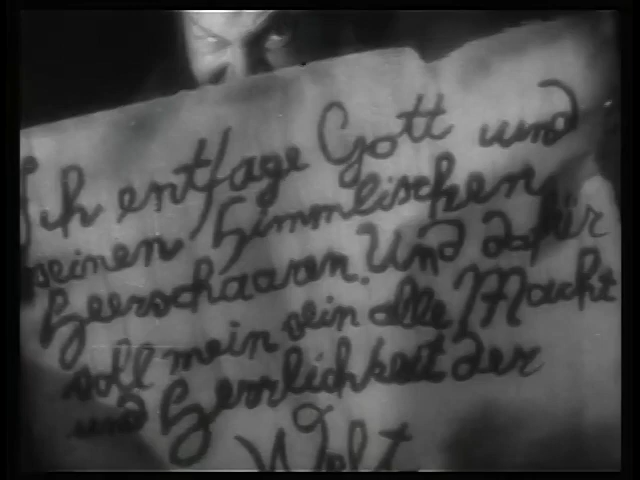 Ich entſage Gott und
seinen Himmlischen
Heerschaaren. Und dafür
soll mein sein alle Macht
und Herrlichkeit der
Welt